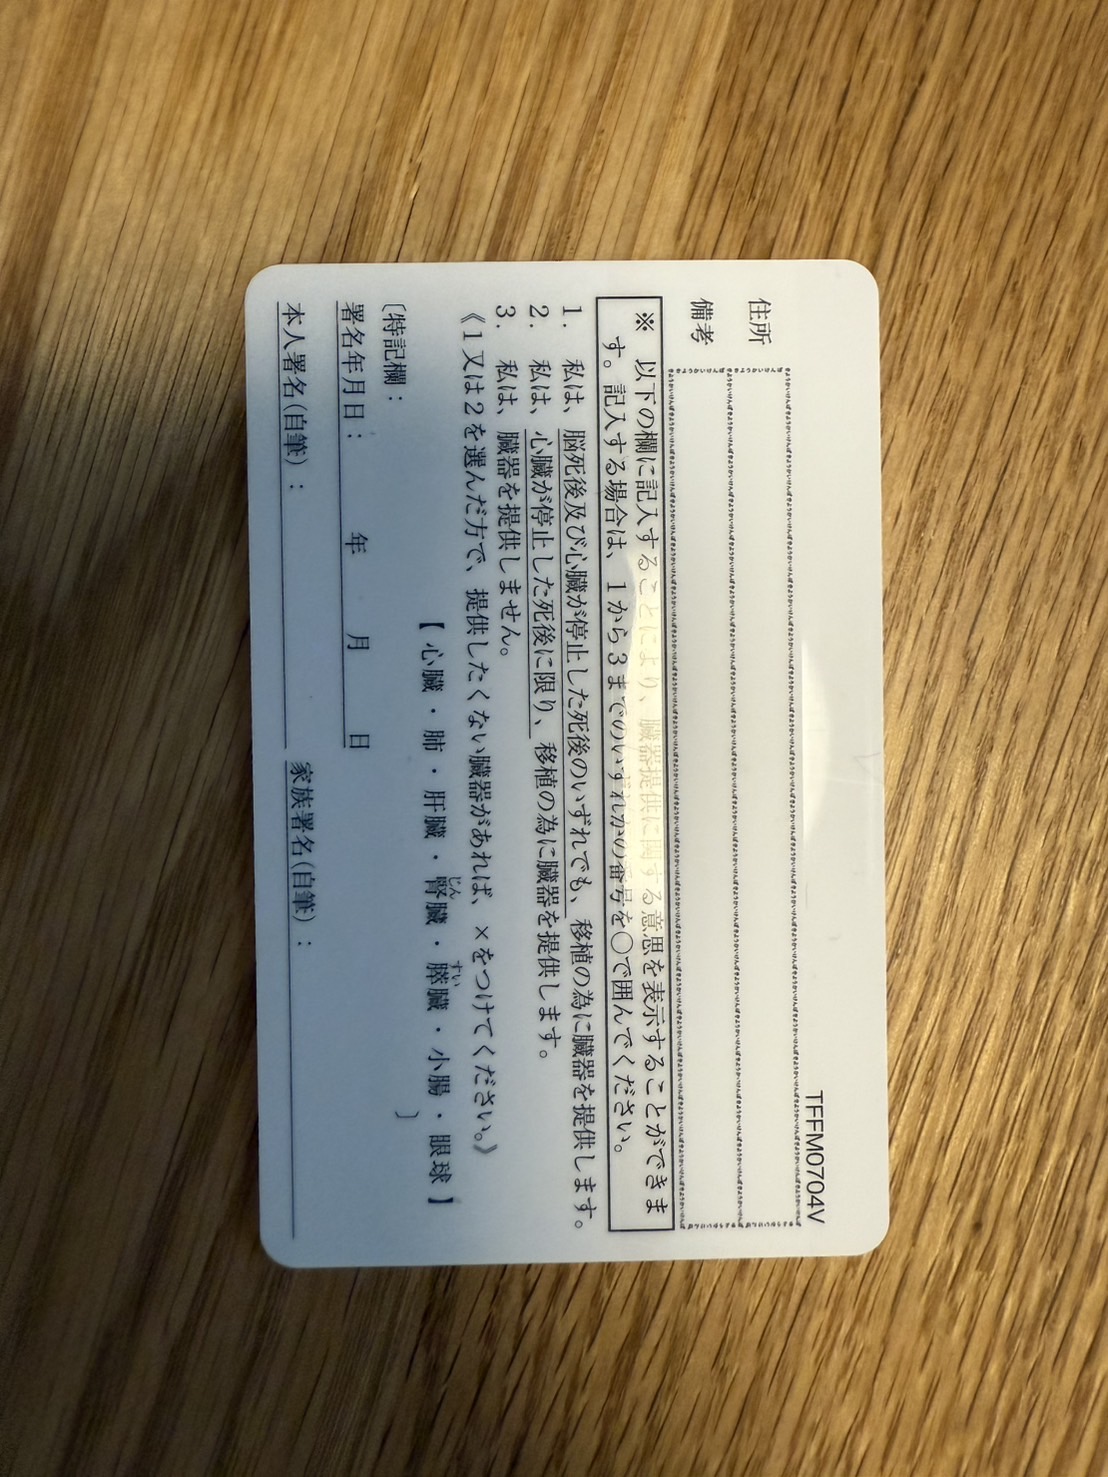 TFFM0704V
住所
備考
※ 以下の欄に記入することにより、臓器提供に関する意思を表示することができま
す。記入する場合は、1から3までのいずれかの番号を○で囲んでください。
1. 私は、脳死後及び心臓が停止した死後のいずれでも、移植の為に臓器を提供します。
2. 私は、心臓が停止した死後に限り、移植の為に臓器を提供します。
3. 私は、臓器を提供しません。
《1又は2を選んだ方で、提供したくない臓器があれば、×をつけてください。》
【 心臓 ・ 肺 ・ 肝臓 ・ 腎臓 ・ 膵臓 ・ 小腸 ・ 眼球 】
じん すい
〔特記欄： 〕
署名年月日： 年 月 日
本人署名(自筆)： 家族署名(自筆)：